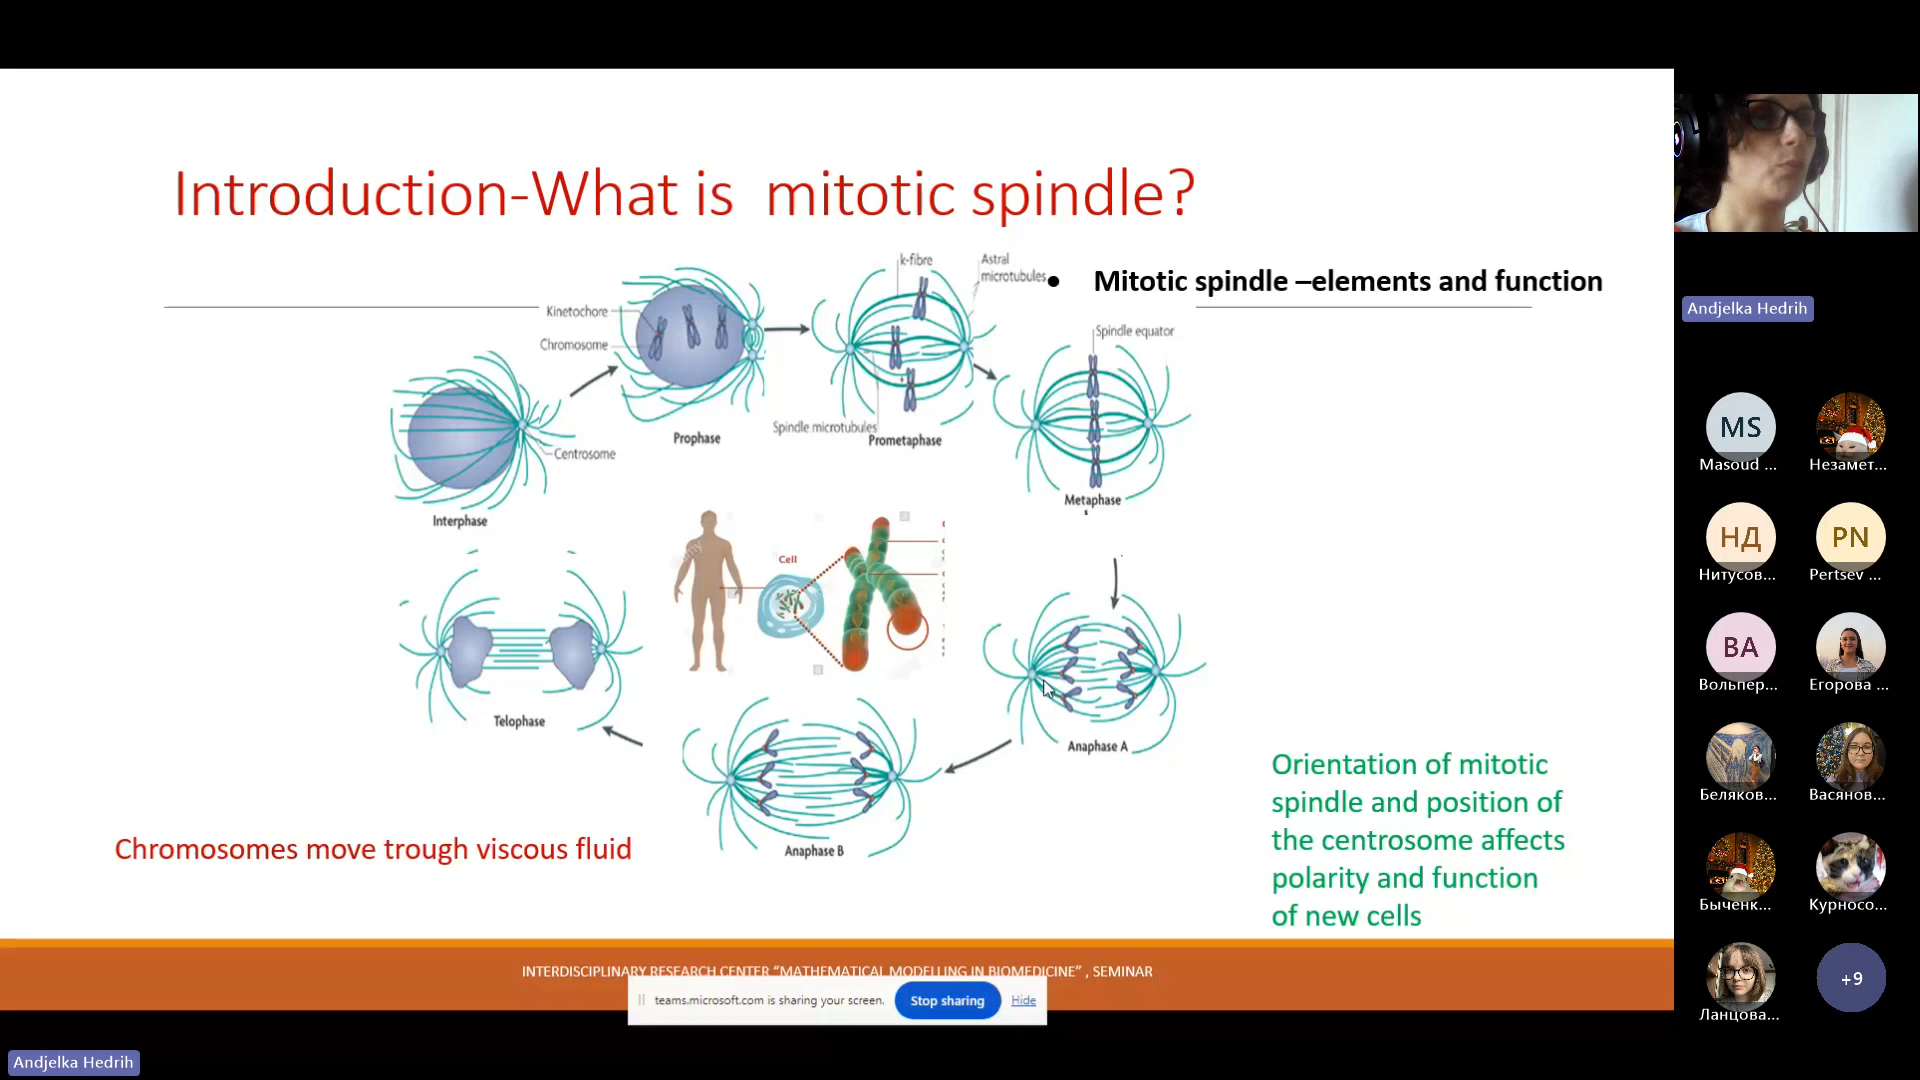 Introduction-What is  mitotic spindle?
• Mitotic spindle –elements and function
k-fibre
Astral
microtubules
Kinetochore
Chromosome
Spindle equator
Spindle microtubules
Prophase
Prometaphase
Centrosome
Metaphase
Interphase
Cell
Telophase
Anaphase A
Anaphase B
Chromosomes move trough viscous fluid
Orientation of mitotic
spindle and position of
the centrosome affects
polarity and function
of new cells
INTERDISCIPLINARY RESEARCH CENTER “MATHEMATICAL MODELLING IN BIOMEDICINE” , SEMINAR
teams.microsoft.com is sharing your screen.
Stop sharing
Hide
Andjelka Hedrih
Andjelka Hedrih
MS
Masoud ...
Незамет...
НД
Нитусов...
PN
Pertsev ...
ВА
Вольпер...
Егорова ...
Беляков...
Васянов...
Быченк...
Курносо...
Ланцова...
+9